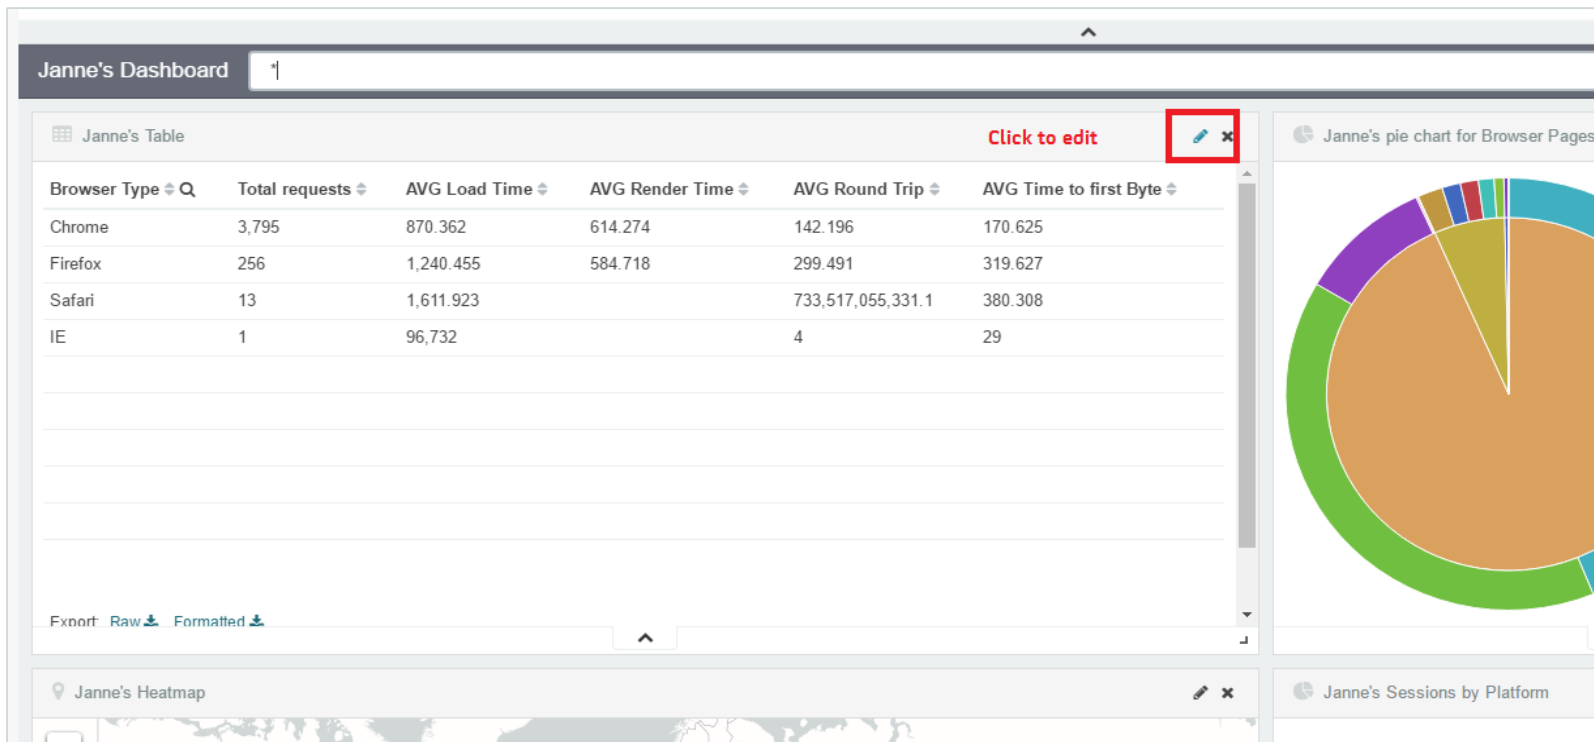 Janne's Dashboard *
Janne's Table Click to edit
Browser Type Total requests AVG Load Time AVG Render Time AVG Round Trip AVG Time to first Byte
Chrome 3,795 870.362 614.274 142.196 170.625
Firefox 256 1,240.455 584.718 299.491 319.627
Safari 13 1,611.923 733,517,055,331.1 380.308
IE 1 96,732 4 29
Export: Raw Formatted
Janne's pie chart for Browser Pages
Janne's Heatmap
Janne's Sessions by Platform